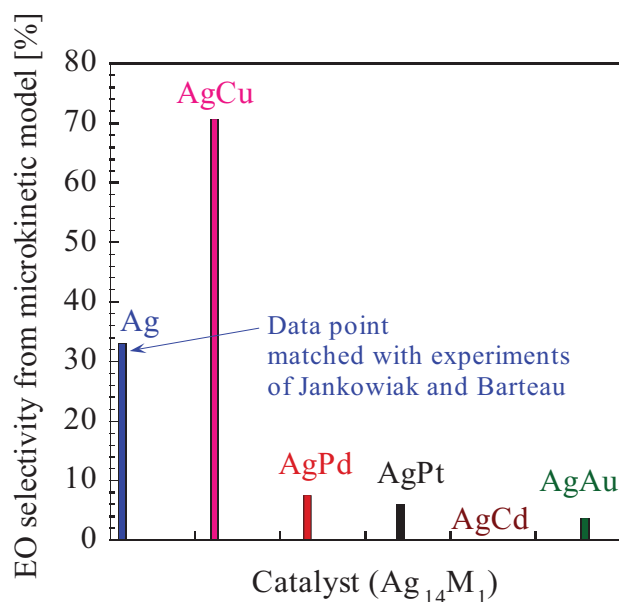 EO selectivity from microkinetic model [%]
80
70
60
50
40
30
20
10
0
AgCu
Ag
Data point
matched with experiments
of Jankowiak and Barteau
AgPd
AgPt
AgCd
AgAu
Catalyst (Ag₁₄M₁)